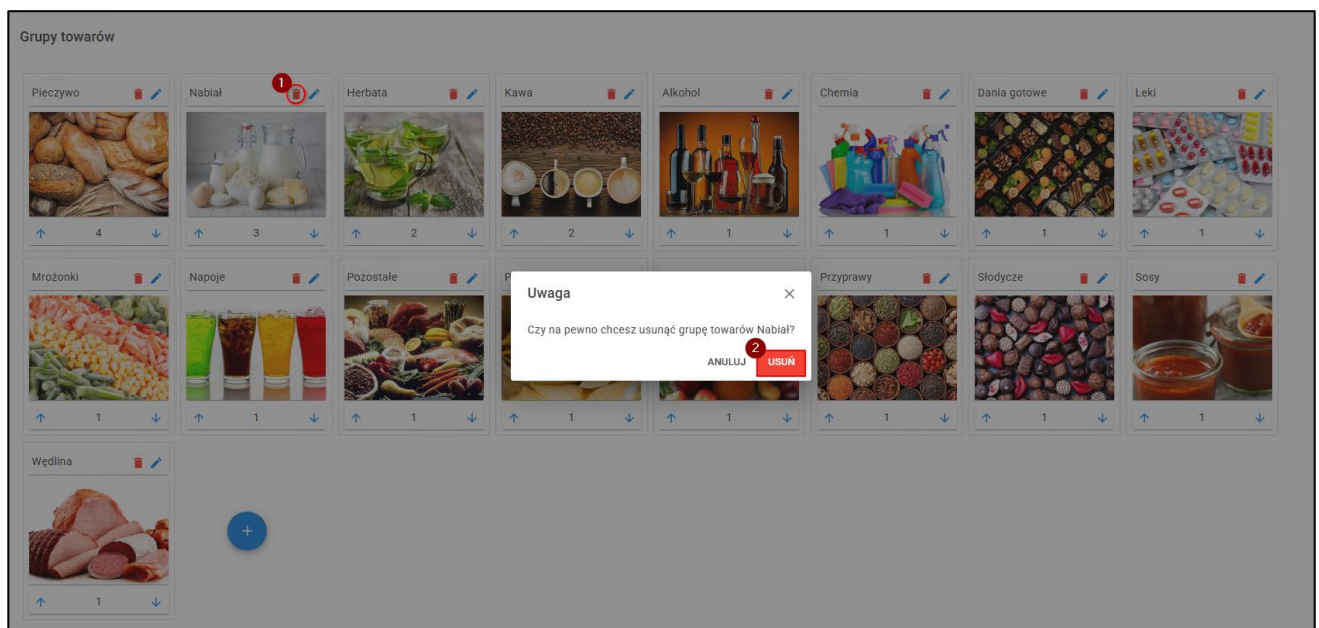 Grupy towarów
1
Pieczywo Nabiał Herbata Kawa Alkohol Chemia Dania gotowe Leki
4 3 2 2 1 1 1 1
Mrożonki Napoje Pozostałe P Przyprawy Słodycze Sosy
Uwaga
Czy na pewno chcesz usunąć grupę towarów Nabiał?
2
ANULUJ USUŃ
1 1 1 1 1 1 1 1
Wędlina
+
1